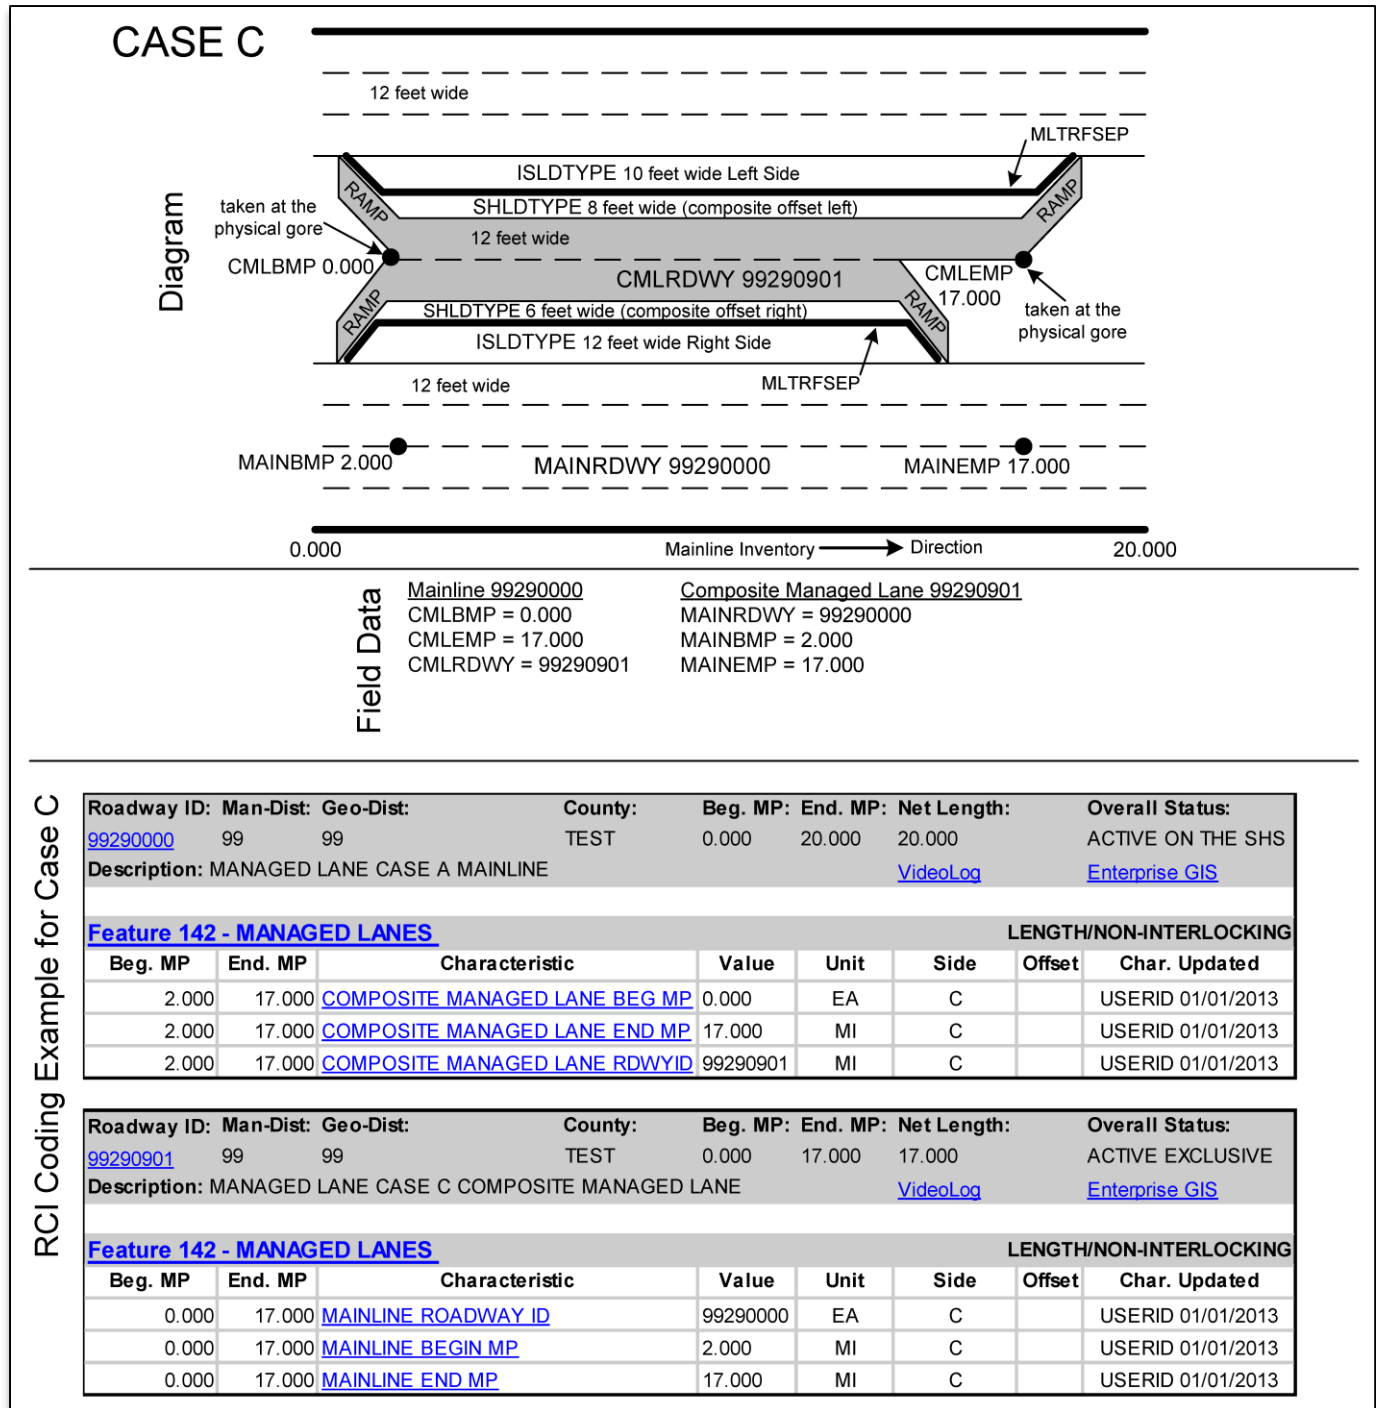 CASE C
12 feet wide
MLTRFSEP
ISLDTYPE 10 feet wide Left Side
RAMP
RAMP
SHLDTYPE 8 feet wide (composite offset left)
taken at the
physical gore
12 feet wide
CMLBMP 0.000
CMLRDWY 99290901
CMLEMP
17.000
taken at the
physical gore
RAMP
RAMP
SHLDTYPE 6 feet wide (composite offset right)
ISLDTYPE 12 feet wide Right Side
12 feet wide
MLTRFSEP
MAINBMP 2.000
MAINRDWY 99290000
MAINEMP 17.000
0.000
Mainline Inventory
Direction
20.000
Diagram
Field Data
Mainline 99290000
CMLBMP = 0.000
CMLEMP = 17.000
CMLRDWY = 99290901
Composite Managed Lane 99290901
MAINRDWY = 99290000
MAINBMP = 2.000
MAINEMP = 17.000
RCI Coding Example for Case C
Roadway ID: Man-Dist: Geo-Dist: County: Beg. MP: End. MP: Net Length: Overall Status:
99290000 99 99 TEST 0.000 20.000 20.000 ACTIVE ON THE SHS
Description: MANAGED LANE CASE A MAINLINE VideoLog Enterprise GIS
Feature 142 - MANAGED LANES LENGTH/NON-INTERLOCKING
Beg. MP End. MP Characteristic Value Unit Side Offset Char. Updated
2.000 17.000 COMPOSITE MANAGED LANE BEG MP 0.000 EA C USERID 01/01/2013
2.000 17.000 COMPOSITE MANAGED LANE END MP 17.000 MI C USERID 01/01/2013
2.000 17.000 COMPOSITE MANAGED LANE RDWYID 99290901 MI C USERID 01/01/2013
Roadway ID: Man-Dist: Geo-Dist: County: Beg. MP: End. MP: Net Length: Overall Status:
99290901 99 99 TEST 0.000 17.000 17.000 ACTIVE EXCLUSIVE
Description: MANAGED LANE CASE C COMPOSITE MANAGED LANE VideoLog Enterprise GIS
Feature 142 - MANAGED LANES LENGTH/NON-INTERLOCKING
Beg. MP End. MP Characteristic Value Unit Side Offset Char. Updated
0.000 17.000 MAINLINE ROADWAY ID 99290000 EA C USERID 01/01/2013
0.000 17.000 MAINLINE BEGIN MP 2.000 MI C USERID 01/01/2013
0.000 17.000 MAINLINE END MP 17.000 MI C USERID 01/01/2013